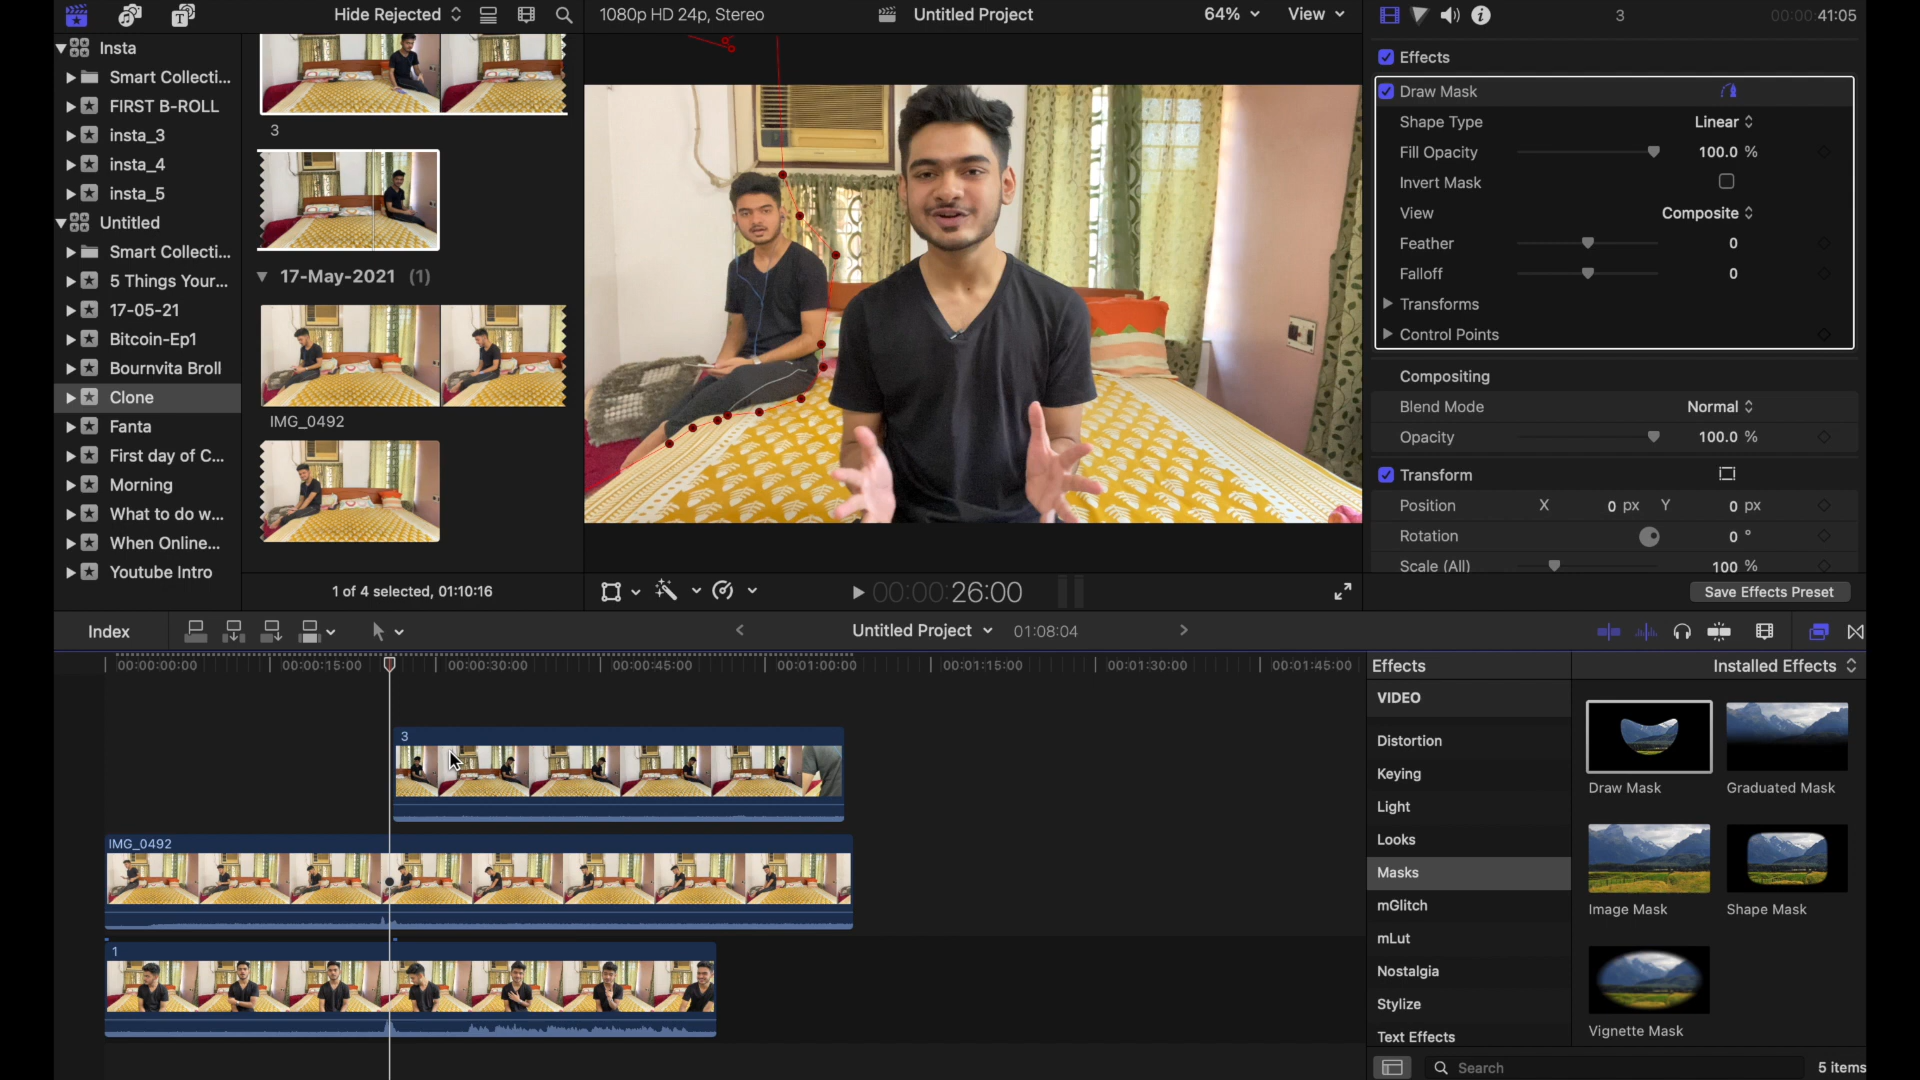 Hide Rejected
1080p HD 24p, Stereo
Untitled Project
64%
View
3
00:00:00:41:05
Insta
Smart Collecti...
FIRST B-ROLL
insta_3
insta_4
insta_5
Untitled
Smart Collecti...
5 Things Your...
17-05-21
Bitcoin-Ep1
Bournvita Broll
Clone
Fanta
First day of C...
Morning
What to do w...
When Online...
Youtube Intro
3
17-May-2021 (1)
IMG_0492
1 of 4 selected, 01:10:16
00:00:00:26:00
Effects
Draw Mask
Shape Type
Linear
Fill Opacity
100.0 %
Invert Mask
View
Composite
Feather
0
Falloff
0
Transforms
Control Points
Compositing
Blend Mode
Normal
Opacity
100.0 %
Transform
Position X 0 px Y 0 px
Rotation
0 °
Scale (All)
100 %
Save Effects Preset
Index
Untitled Project
01:08:04
00:00:00:00
00:00:15:00
00:00:30:00
00:00:45:00
00:01:00:00
00:01:15:00
00:01:30:00
00:01:45:00
3
IMG_0492
1
Effects
Installed Effects
VIDEO
Distortion
Keying
Light
Looks
Masks
mGlitch
mLut
Nostalgia
Stylize
Text Effects
Draw Mask
Graduated Mask
Image Mask
Shape Mask
Vignette Mask
Search
5 items